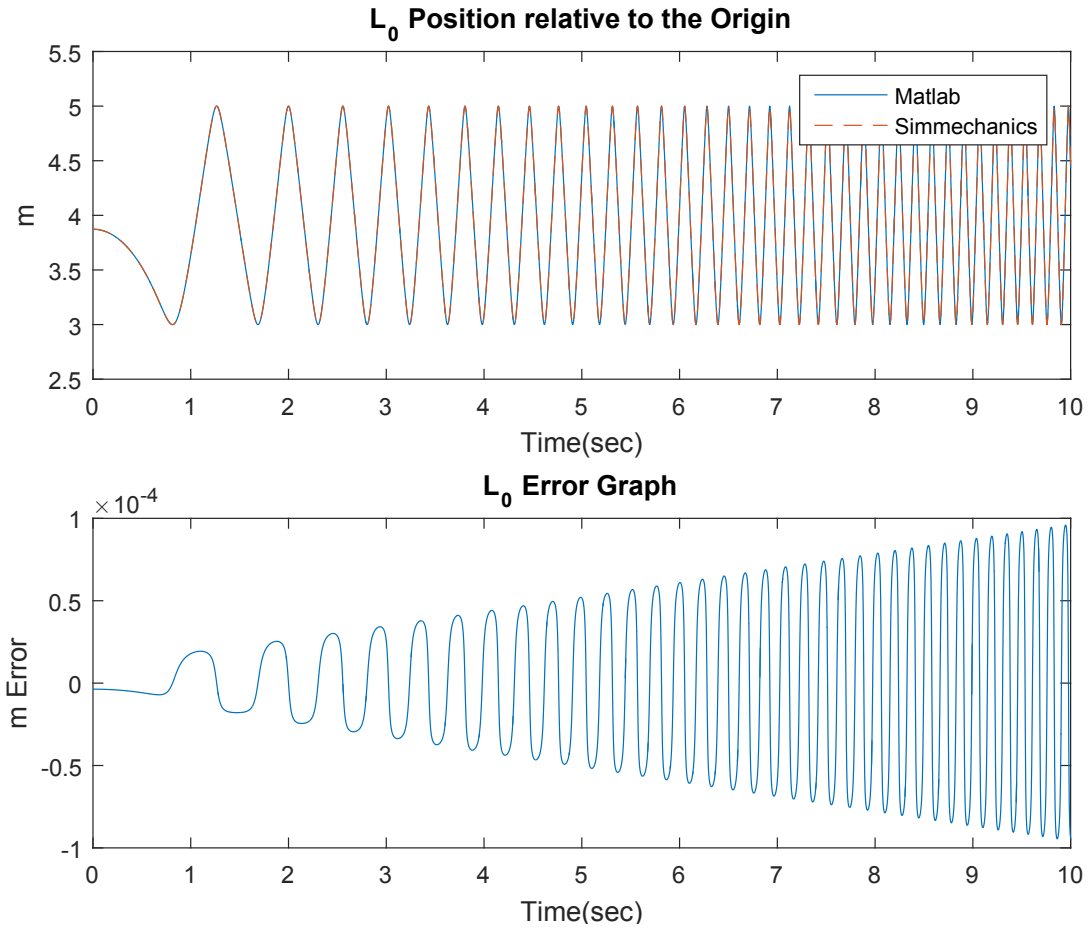 L₀ Position relative to the Origin
5.5
5
4.5
4
3.5
3
2.5
m
Matlab
Simmechanics
0 1 2 3 4 5 6 7 8 9 10
Time(sec)
L₀ Error Graph
×10⁻⁴
1
0.5
0
-0.5
-1
m Error
0 1 2 3 4 5 6 7 8 9 10
Time(sec)